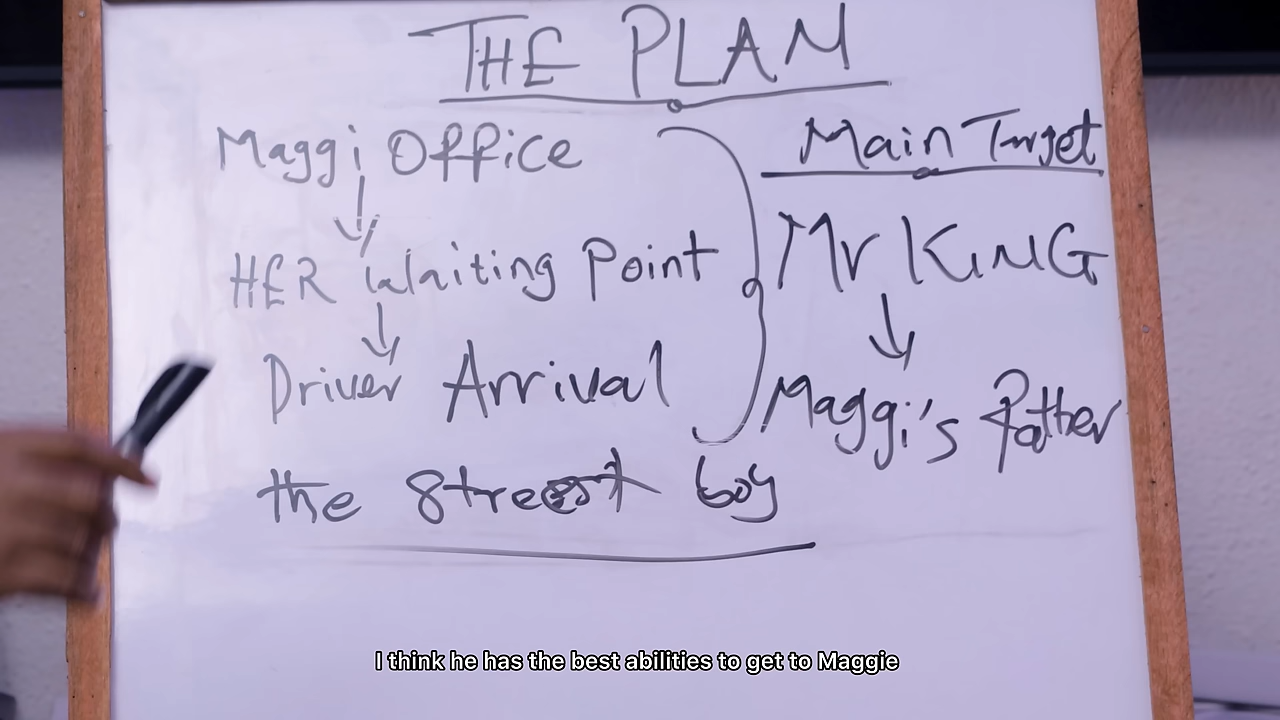 THE PLAN
Maggi Office
HER Waiting Point
Driver Arrival
the Street boy
Main Target
Mr KING
Maggi's father
I think he has the best abilities to get to Maggie